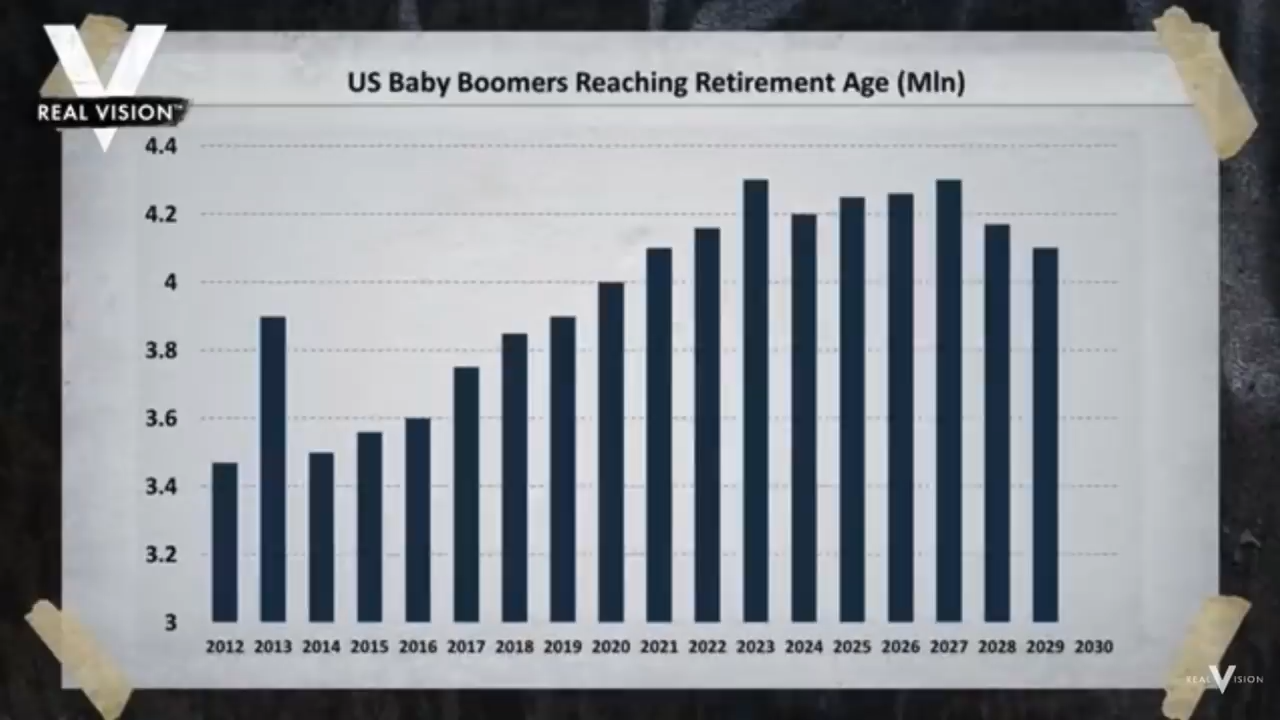 US Baby Boomers Reaching Retirement Age (Mln)
REAL VISION™
4.4
4.2
4
3.8
3.6
3.4
3.2
3
2012 2013 2014 2015 2016 2017 2018 2019 2020 2021 2022 2023 2024 2025 2026 2027 2028 2029 2030
REAL VISION